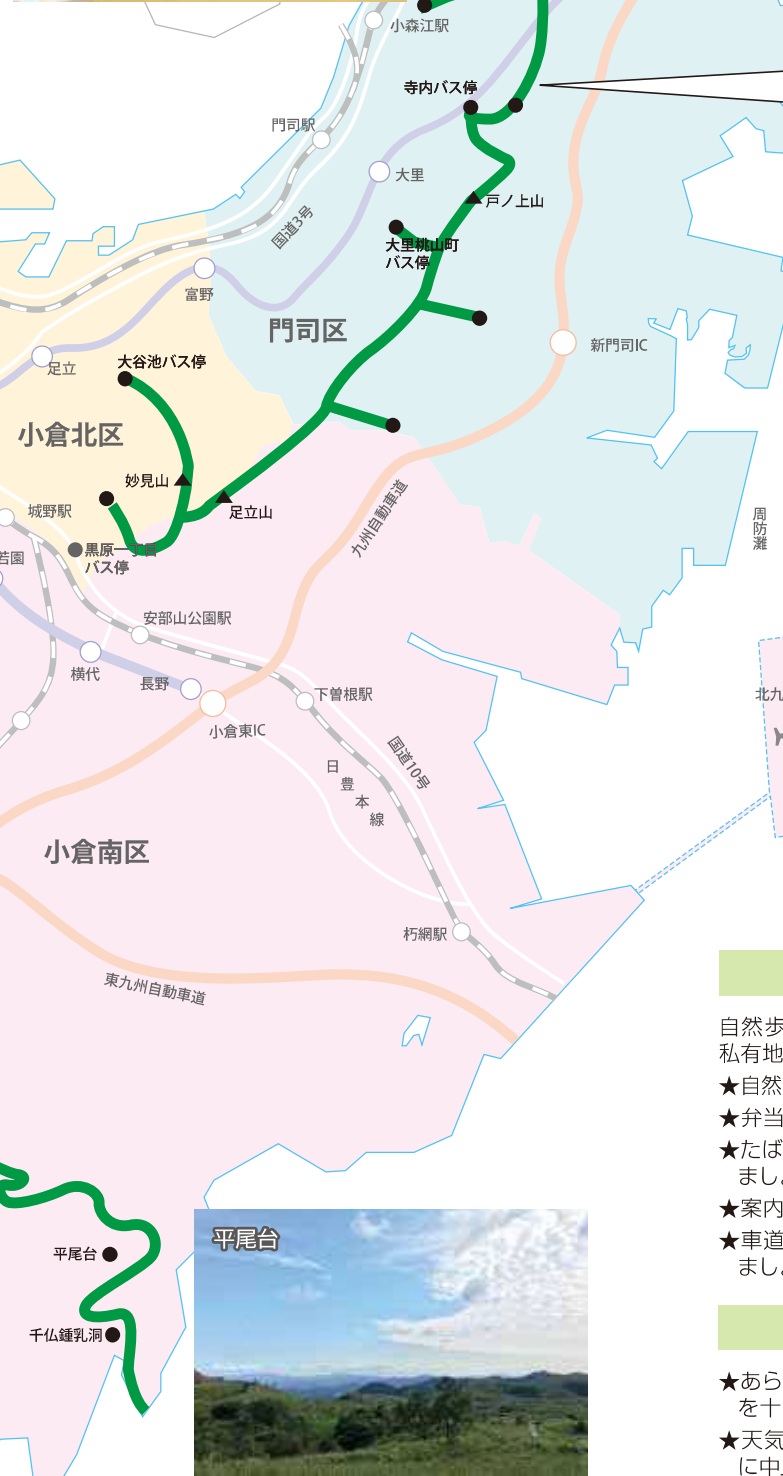 小森江駅
寺内バス停
門司駅
大里
戸ノ上山
国道3号
大里桃山町
バス停
富野
門司区
新門司IC
足立
大谷池バス停
小倉北区
妙見山
九州自動車道
城野駅
足立山
周防灘
黒原一丁目
バス停
若園
安部山公園駅
横代
長野
下曽根駅
北九
小倉東IC
国道10号
日豊本線
小倉南区
朽網駅
東九州自動車道
自然歩
私有地
★自然
★弁当
★たば
まし
★案内
★車道
まし
平尾台
平尾台
千仏鍾乳洞
★あら
を十
★天気
に中